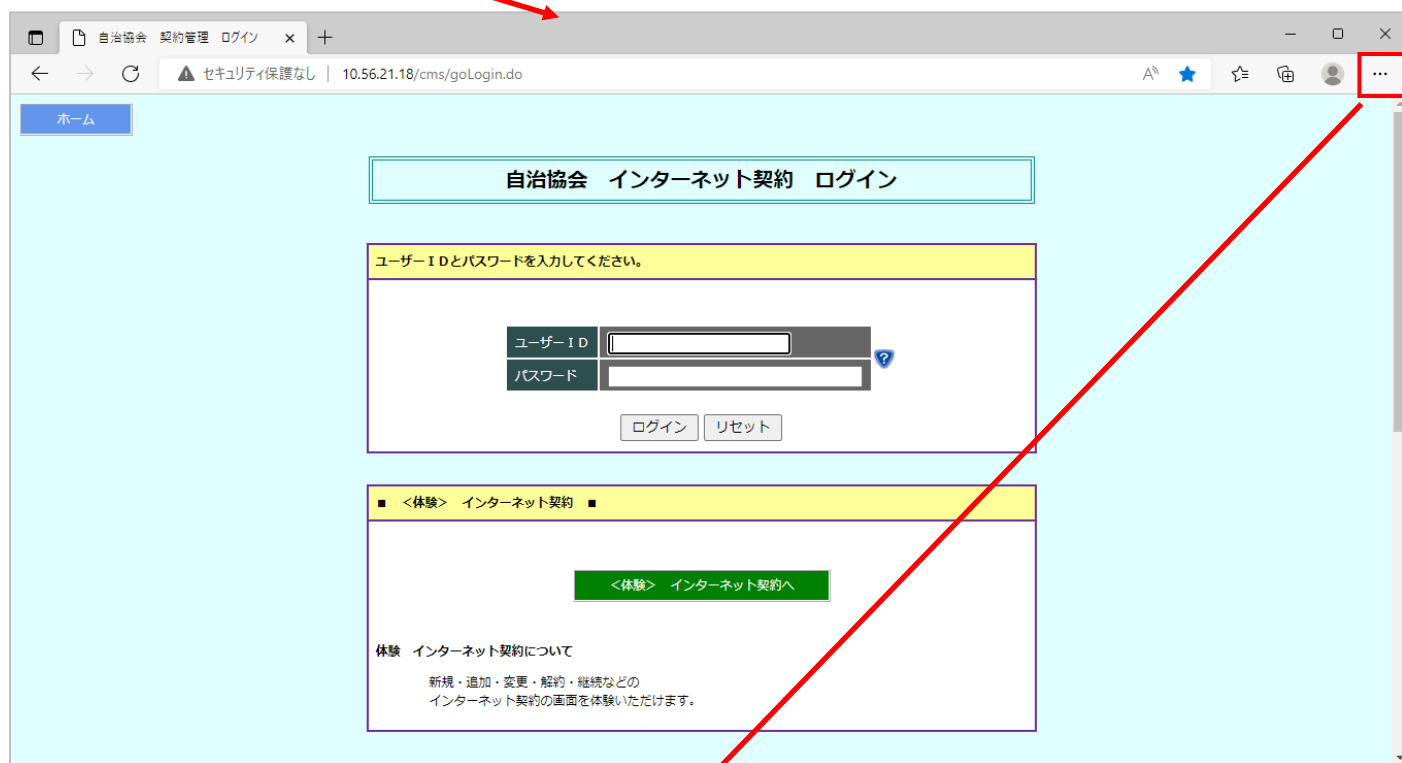 自治協会 契約管理 ログイン
セキュリティ保護なし | 10.56.21.18/cms/goLogin.do
ホーム
自治協会　インターネット契約　ログイン
ユーザーＩＤとパスワードを入力してください。
ユーザーＩＤ
パスワード
ログイン リセット
■　＜体験＞　インターネット契約　■
＜体験＞　インターネット契約へ
体験　インターネット契約について
新規・追加・変更・解約・継続などの
インターネット契約の画面を体験いただけます。